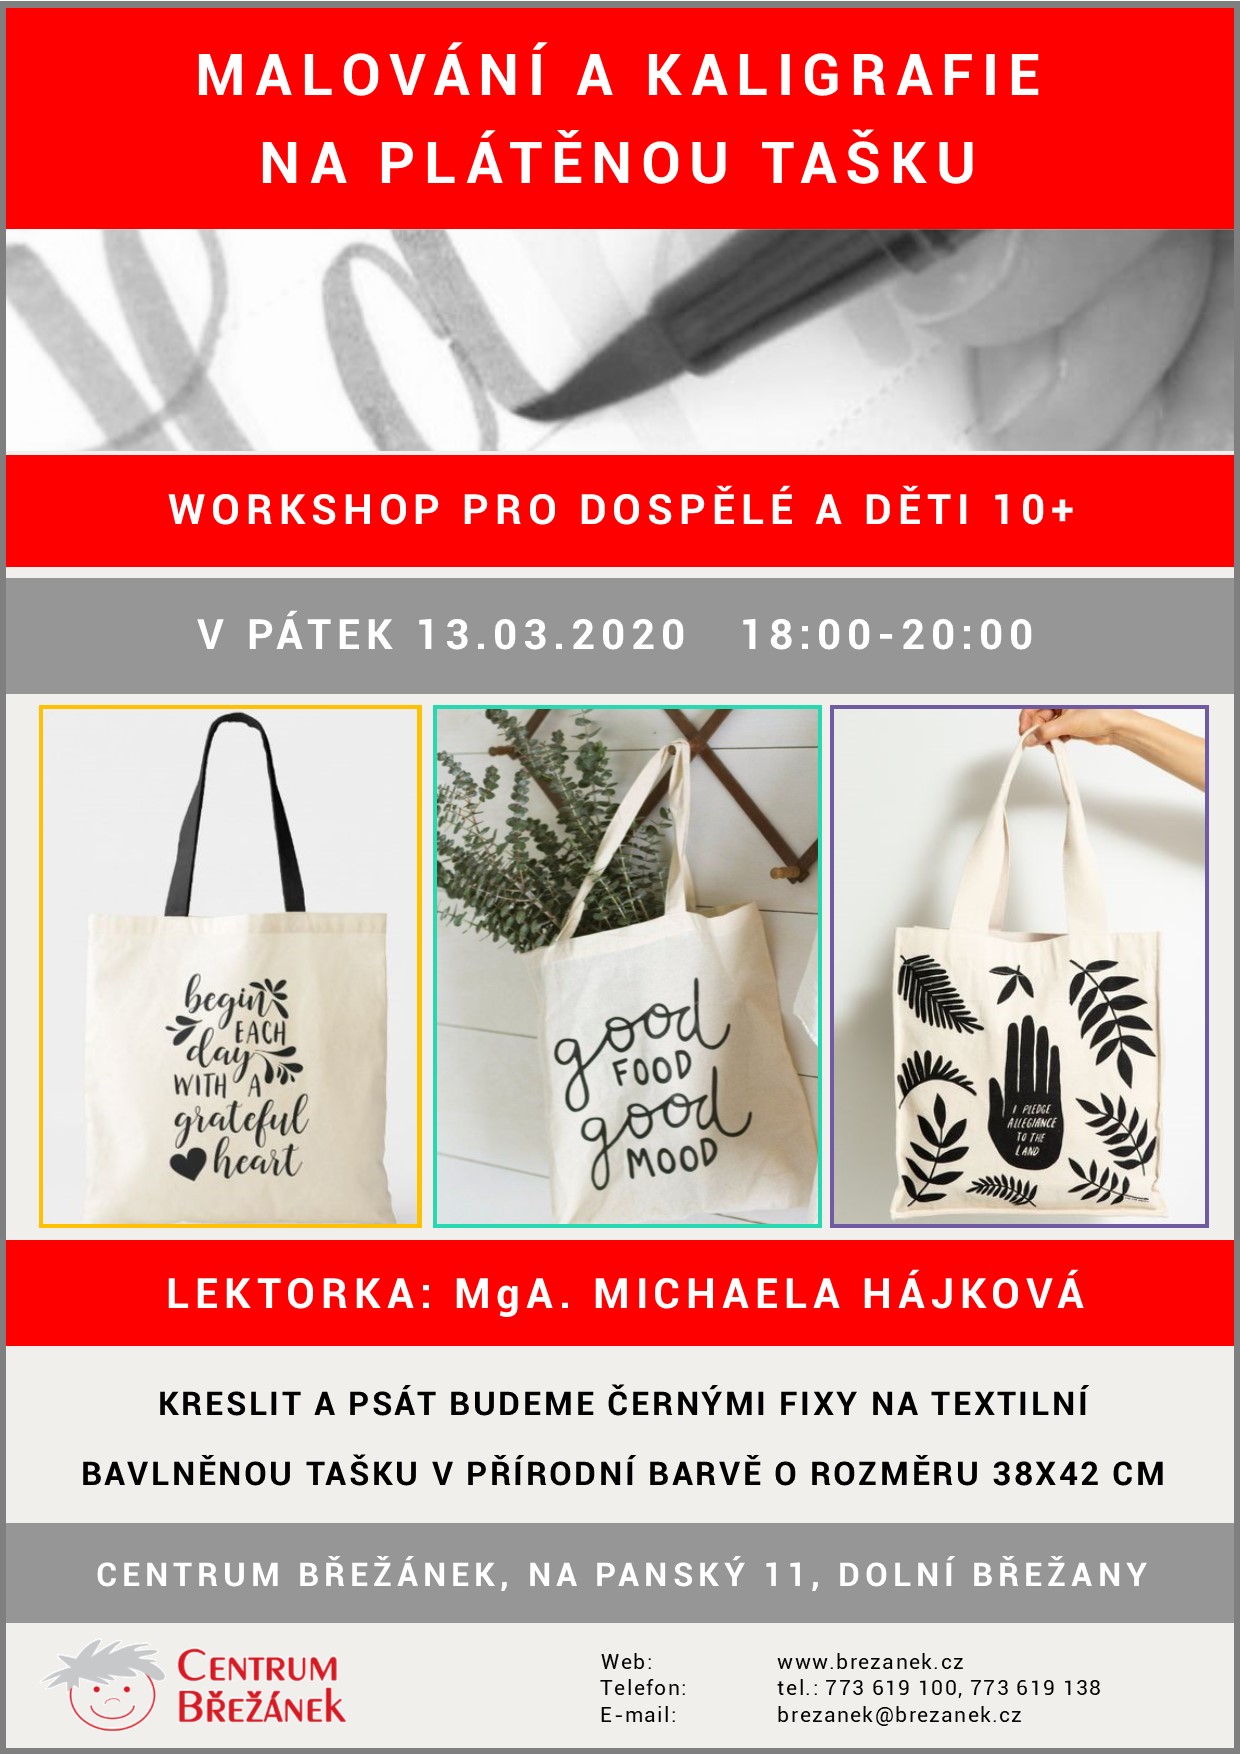 MALOVÁNÍ A KALIGRAFIE
NA PLÁTĚNOU TAŠKU
WORKSHOP PRO DOSPĚLÉ A DĚTI 10+
V PÁTEK 13.03.2020 18:00-20:00
begin
EACH
day
WITH A
grateful
heart
good
FOOD
good
MOOD
I PLEDGE
ALLEGIANCE
TO THE
LAND
LEKTORKA: MgA. MICHAELA HÁJKOVÁ
KRESLIT A PSÁT BUDEME ČERNÝMI FIXY NA TEXTILNÍ
BAVLNĚNOU TAŠKU V PŘÍRODNÍ BARVĚ O ROZMĚRU 38X42 CM
CENTRUM BŘEŽÁNEK, NA PANSKÝ 11, DOLNÍ BŘEŽANY
CENTRUM
BŘEŽÁNEK
Web: www.brezanek.cz
Telefon: tel.: 773 619 100, 773 619 138
E-mail: brezanek@brezanek.cz